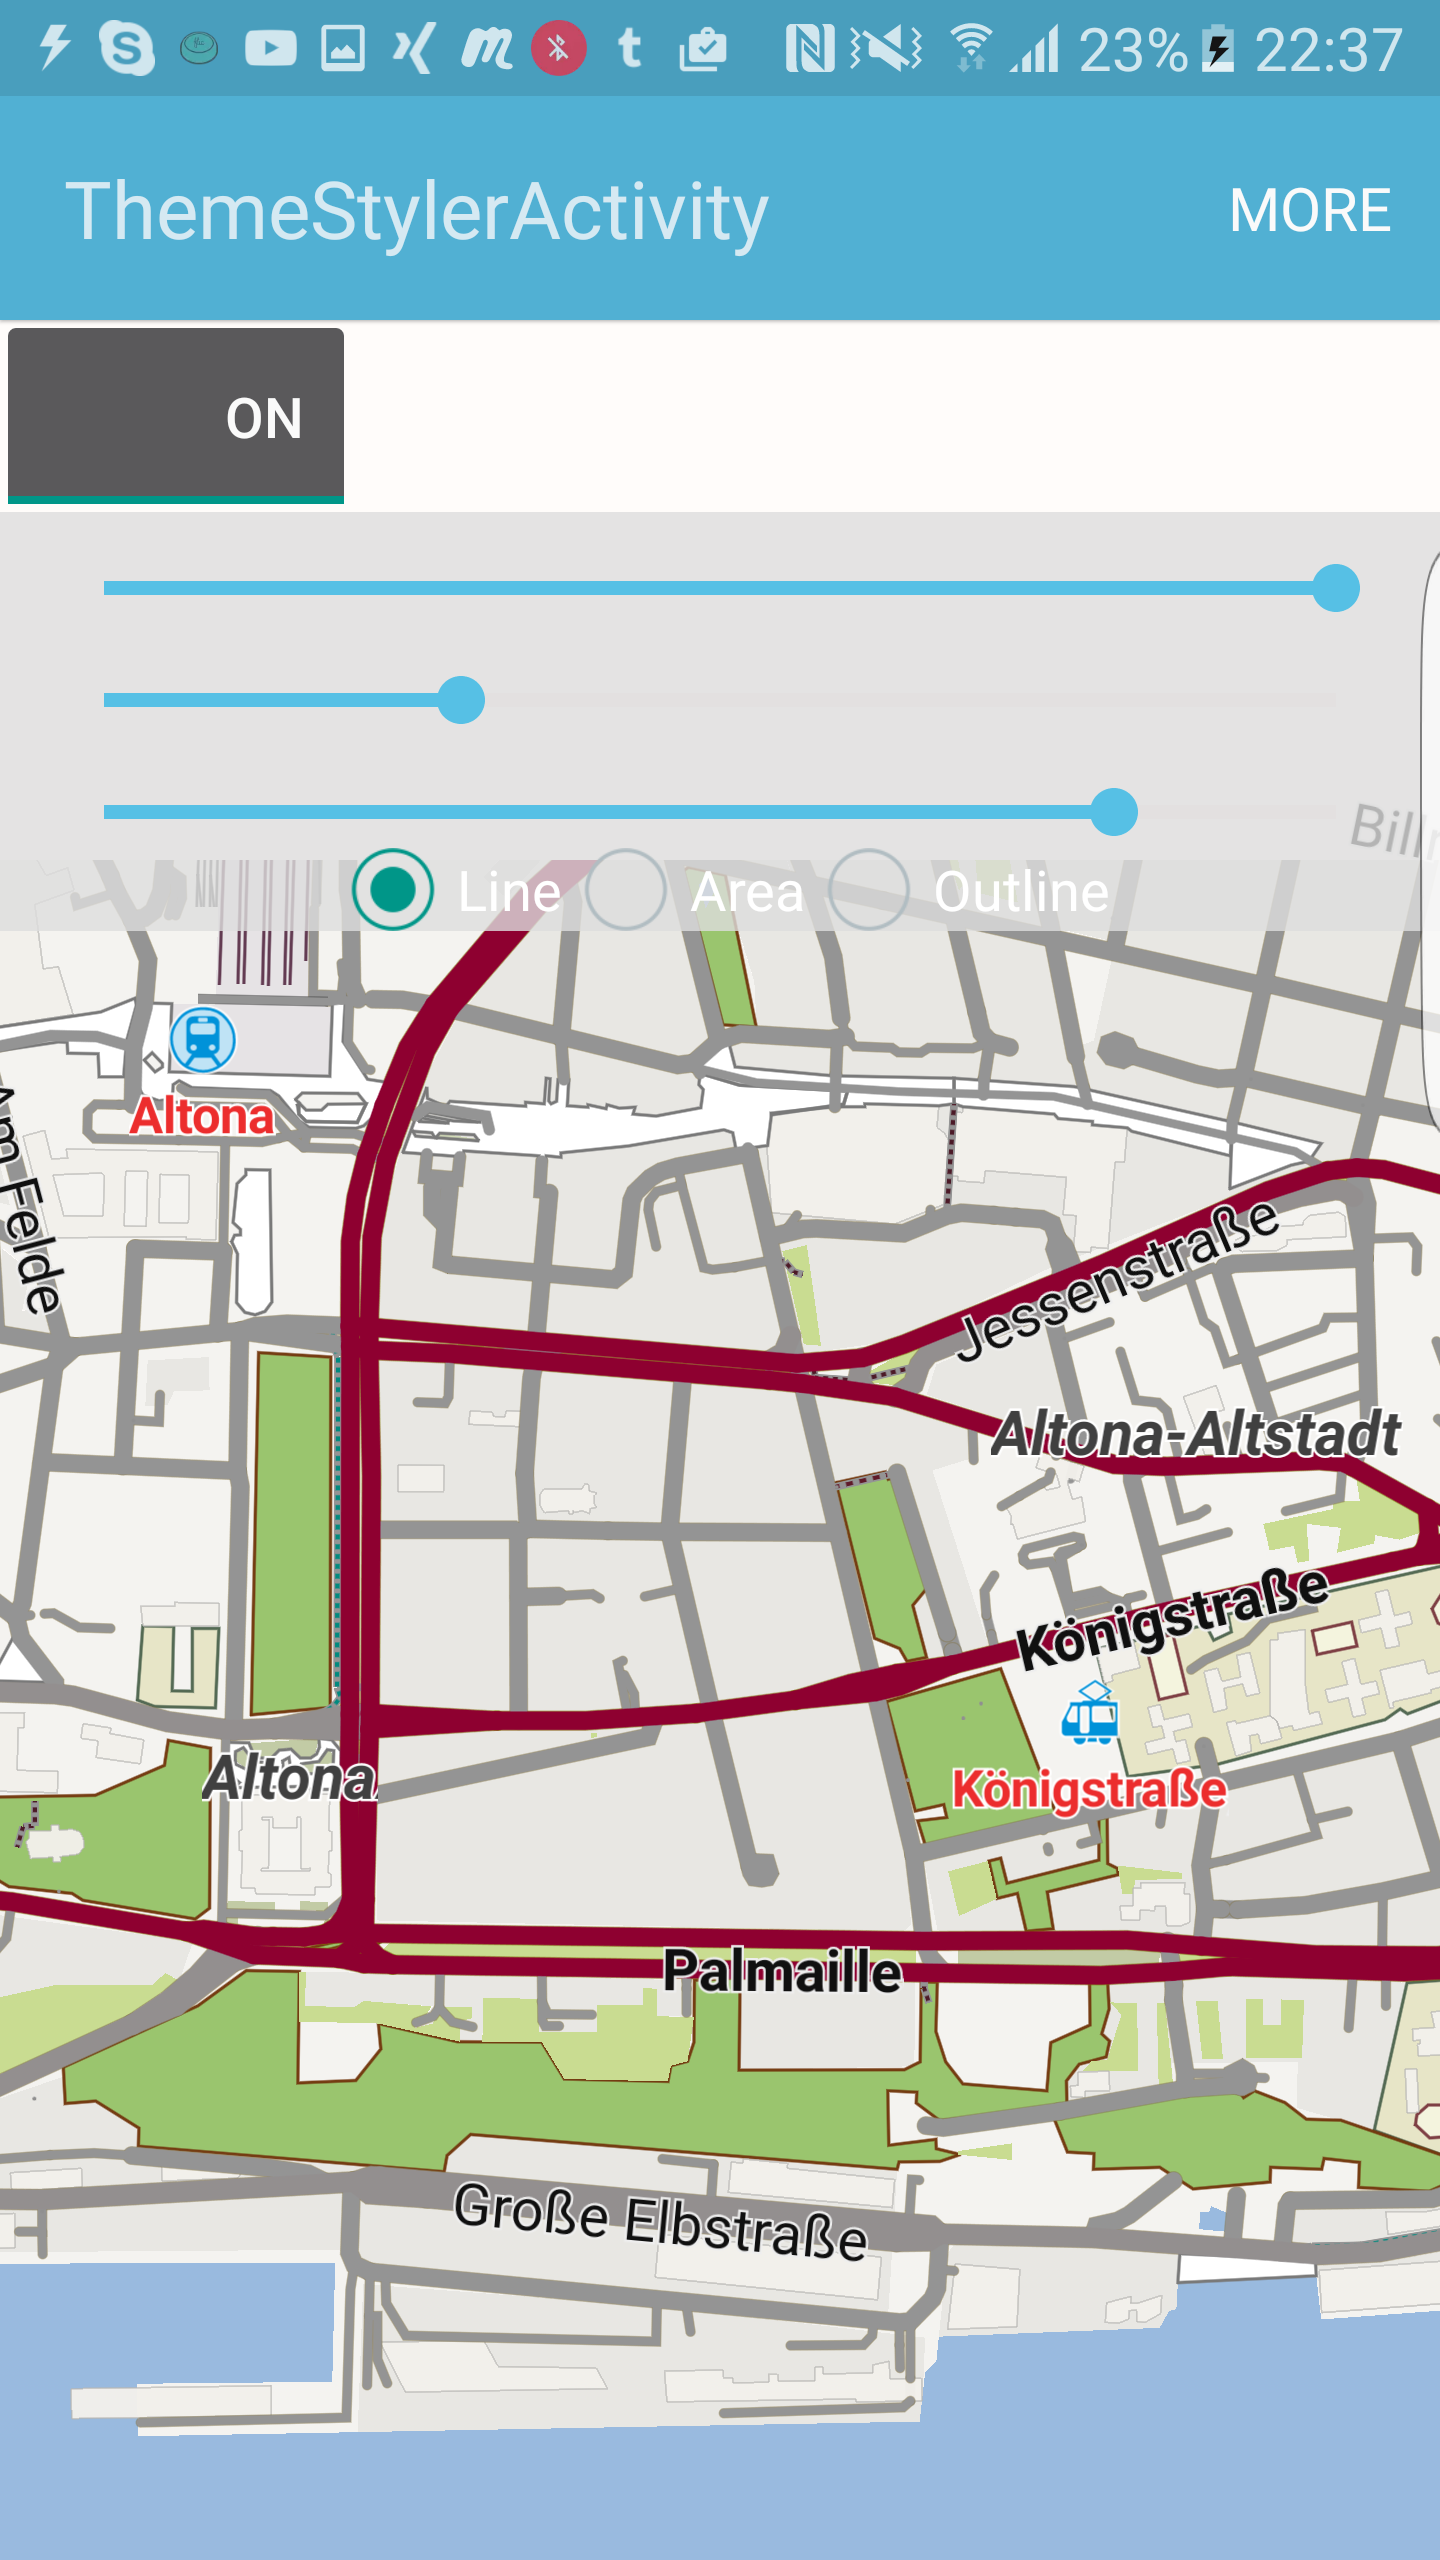 23% 22:37
ThemeStylerActivity MORE
ON
Line Area Outline
Altona
Am Felde
Jessenstraße
Altona-Altstadt
Königstraße
Altona
Königstraße
Palmaille
Große Elbstraße